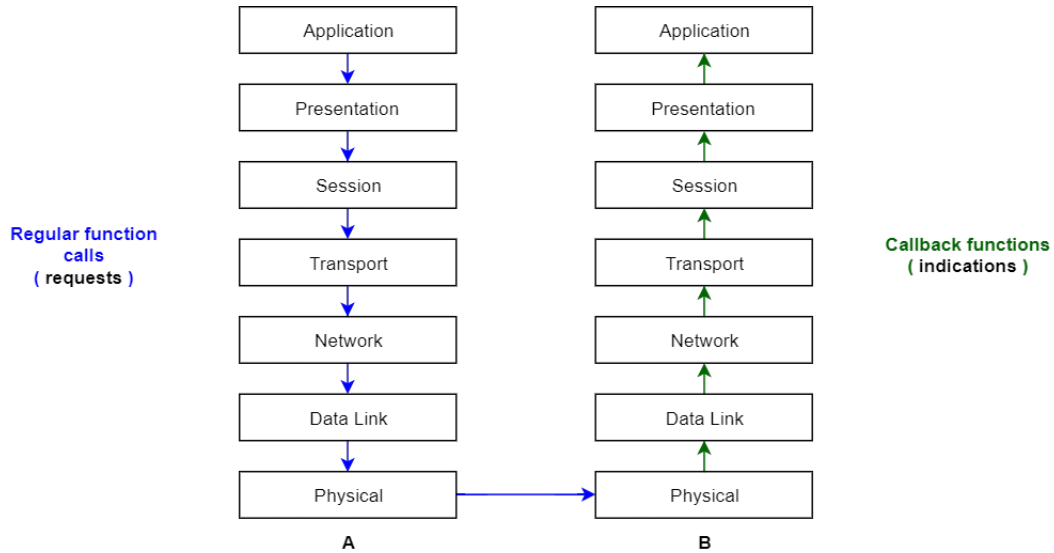 Application
Presentation
Session
Transport
Network
Data Link
Physical
A
Regular function
calls
( requests )
Application
Presentation
Session
Transport
Network
Data Link
Physical
B
Callback functions
( indications )